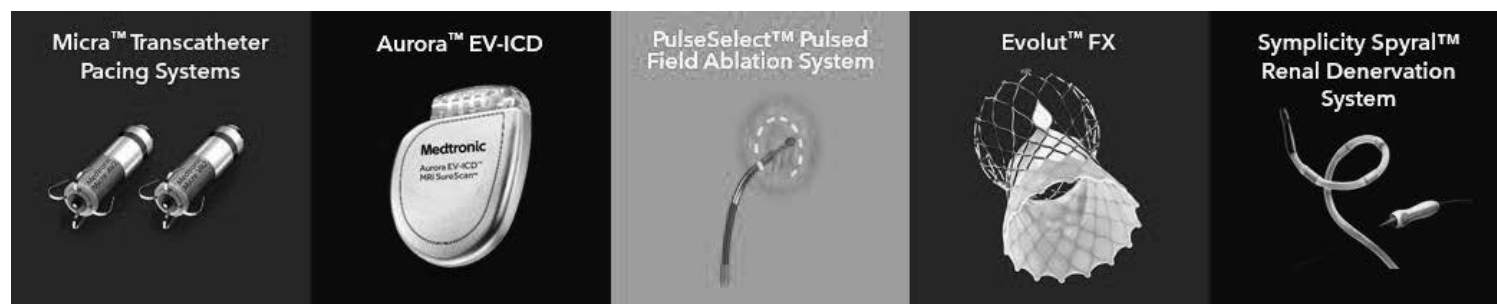 Micra™ Transcatheter
Pacing Systems
Aurora™ EV-ICD
Medtronic
Aurora EV-ICD™
MRI SureScan™
PulseSelect™ Pulsed
Field Ablation System
Evolut™ FX
Symplicity Spyral™
Renal Denervation
System